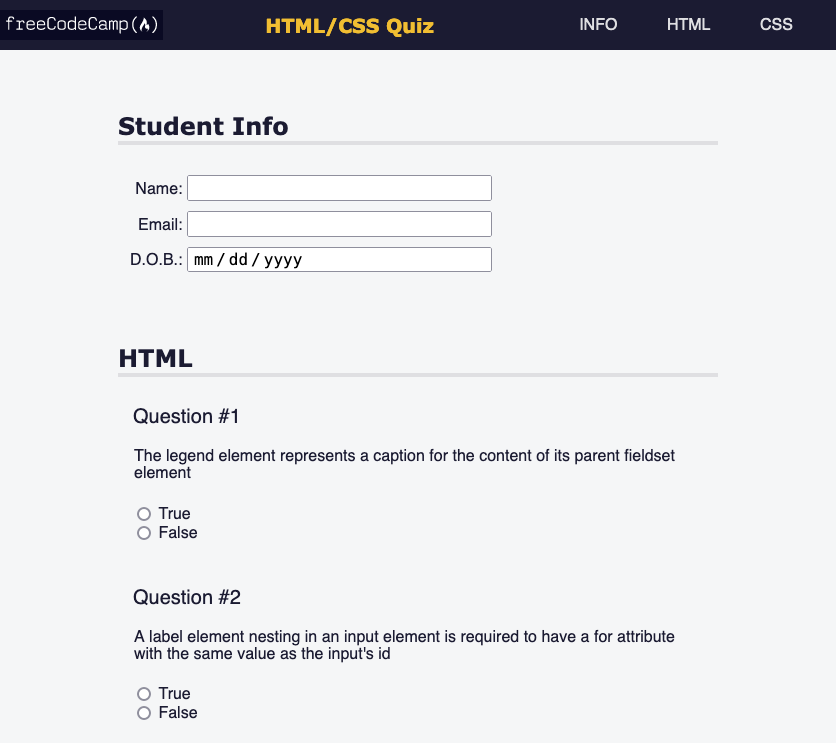 freeCodeCamp(🔥)
HTML/CSS Quiz
INFO
HTML
CSS
Student Info
Name:
Email:
D.O.B.: mm/dd/yyyy
HTML
Question #1
The legend element represents a caption for the content of its parent fieldset
element
True
False
Question #2
A label element nesting in an input element is required to have a for attribute
with the same value as the input's id
True
False